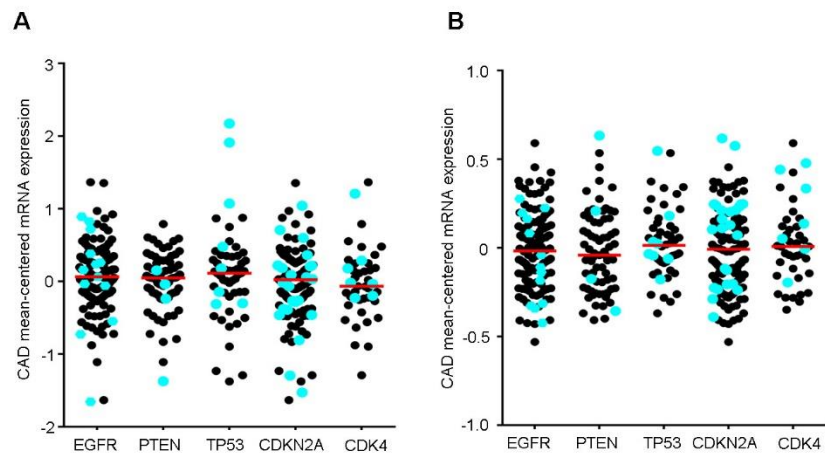 A
CAD mean-centered mRNA expression
3
2
1
0
-1
-2
EGFR PTEN TP53 CDKN2A CDK4
B
CAD mean-centered mRNA expression
1.0
0.5
0
-0.5
-1.0
EGFR PTEN TP53 CDKN2A CDK4